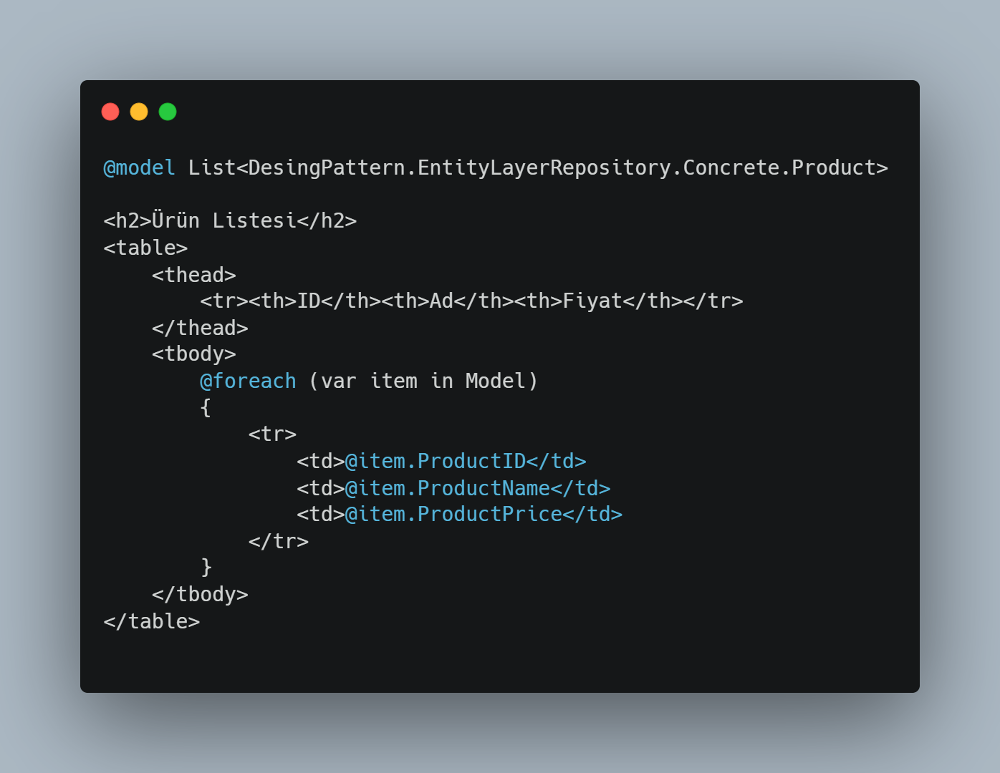 @model List<DesingPattern.EntityLayerRepository.Concrete.Product>

<h2>Ürün Listesi</h2>
<table>
    <thead>
        <tr><th>ID</th><th>Ad</th><th>Fiyat</th></tr>
    </thead>
    <tbody>
        @foreach (var item in Model)
        {
            <tr>
                <td>@item.ProductID</td>
                <td>@item.ProductName</td>
                <td>@item.ProductPrice</td>
            </tr>
        }
    </tbody>
</table>